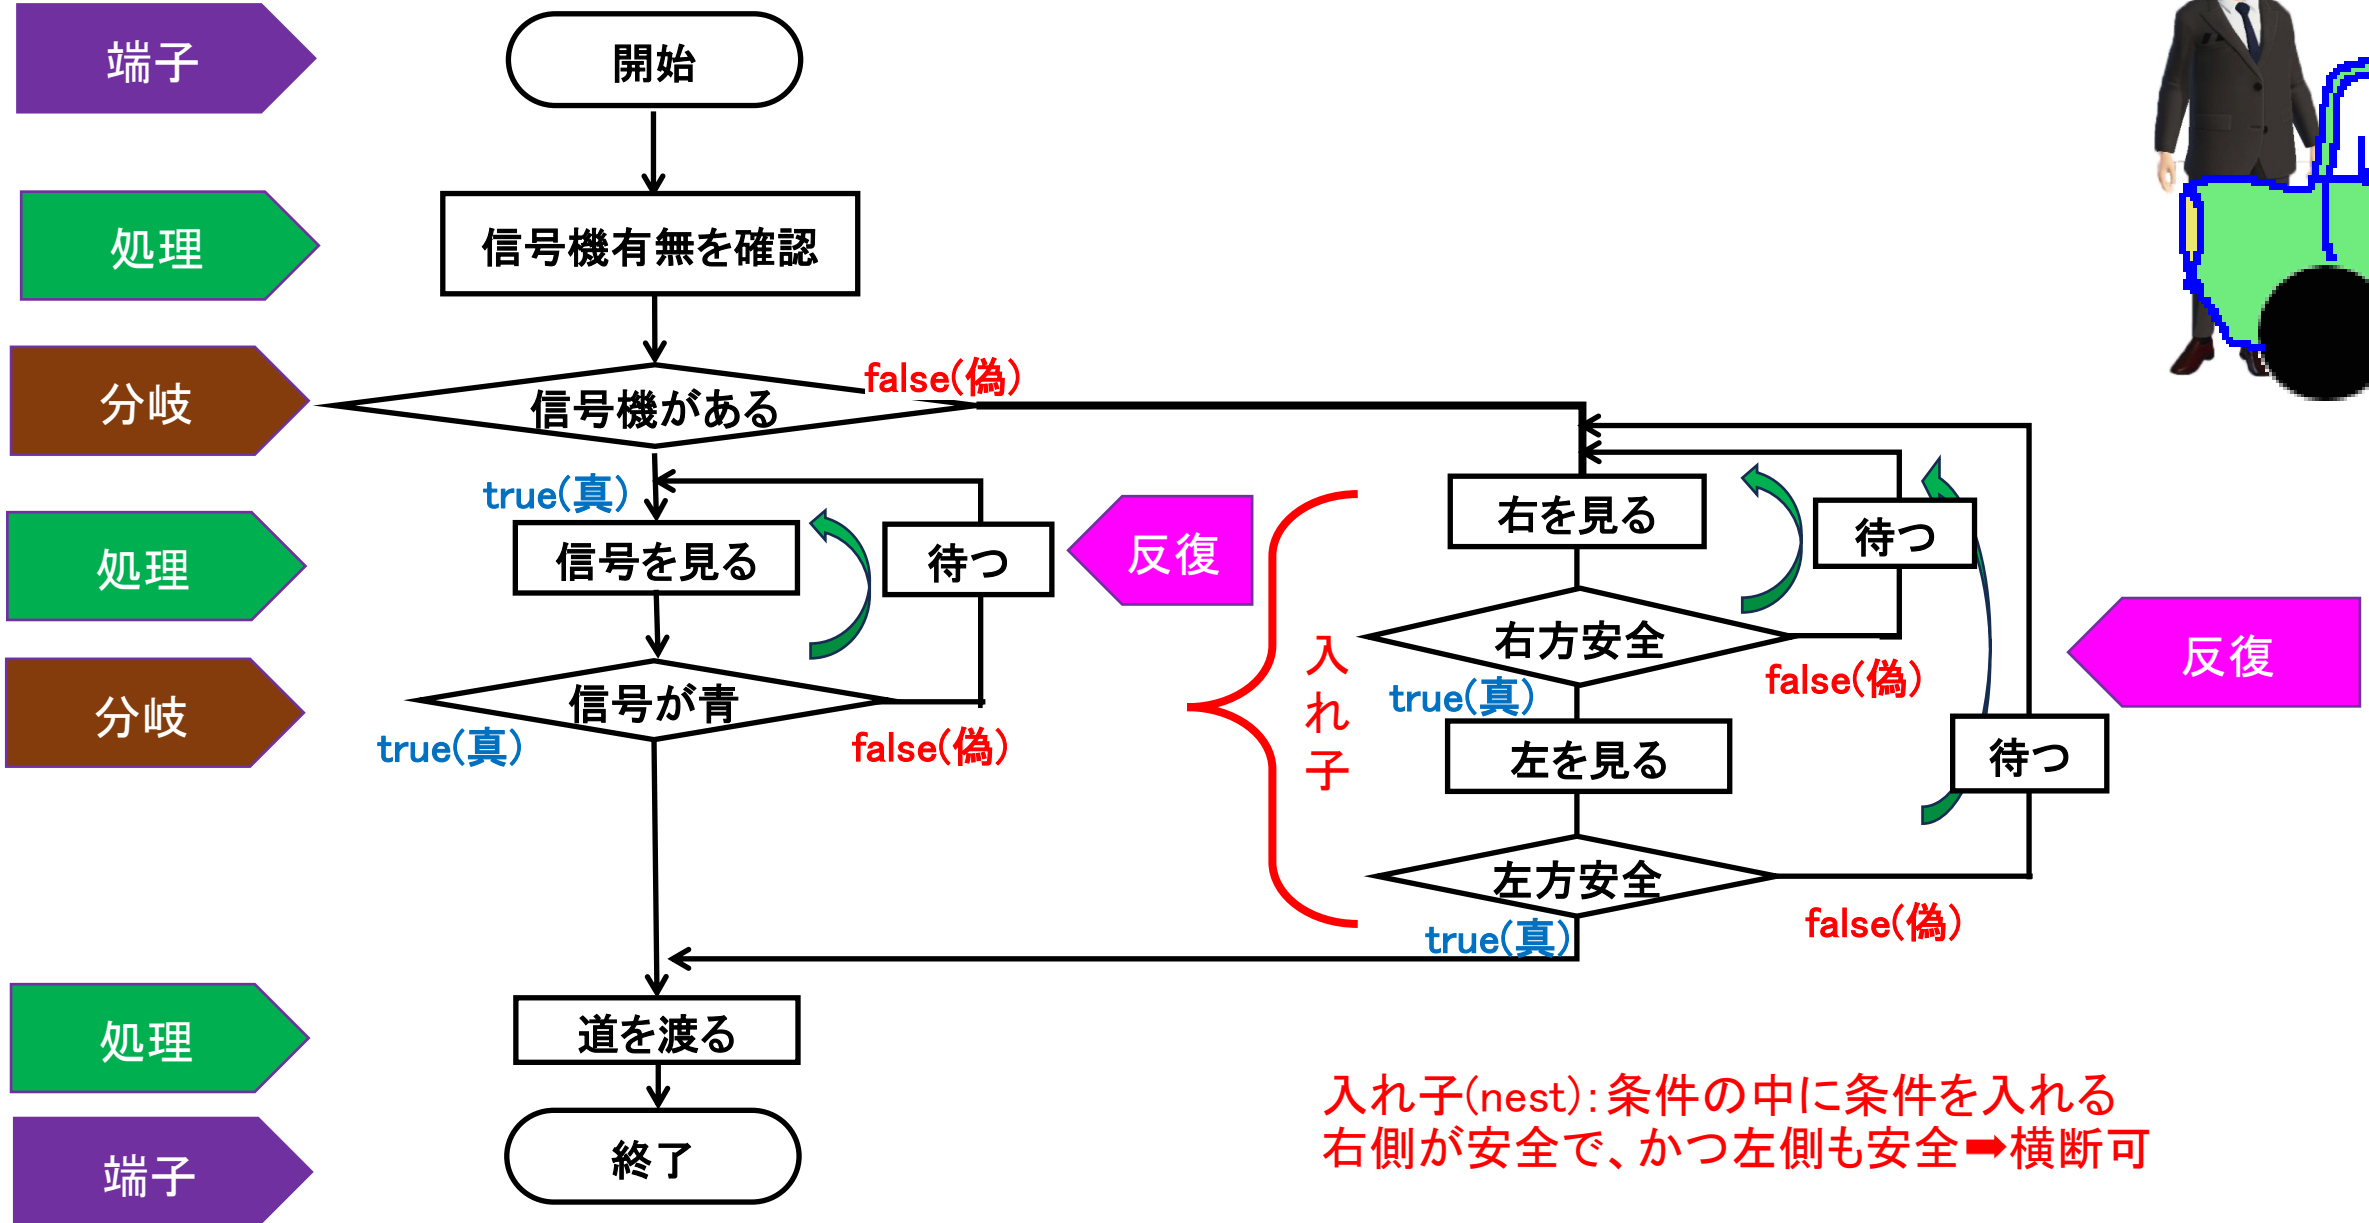 端子
開始
処理
信号機有無を確認
分岐
信号機がある
false(偽)
true(真)
処理
信号を見る
待つ
反復
分岐
信号が青
true(真)
false(偽)
入れ子
右を見る
待つ
右方安全
false(偽)
true(真)
反復
左を見る
待つ
左方安全
false(偽)
true(真)
処理
道を渡る
端子
終了
入れ子(nest):条件の中に条件を入れる
右側が安全で、かつ左側も安全➡横断可